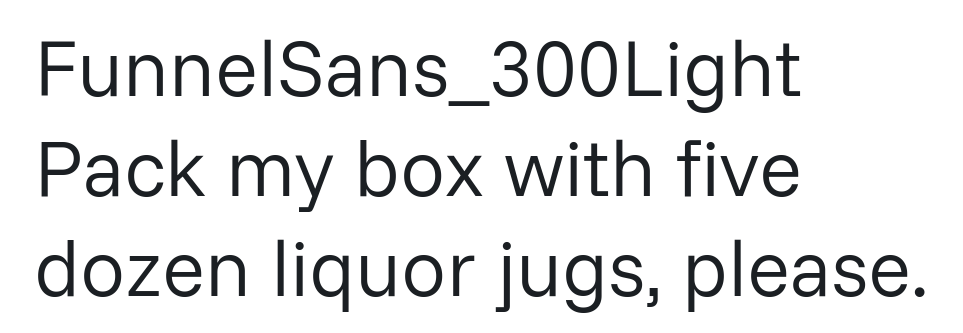 FunnelSans_300Light
Pack my box with five
dozen liquor jugs, please.